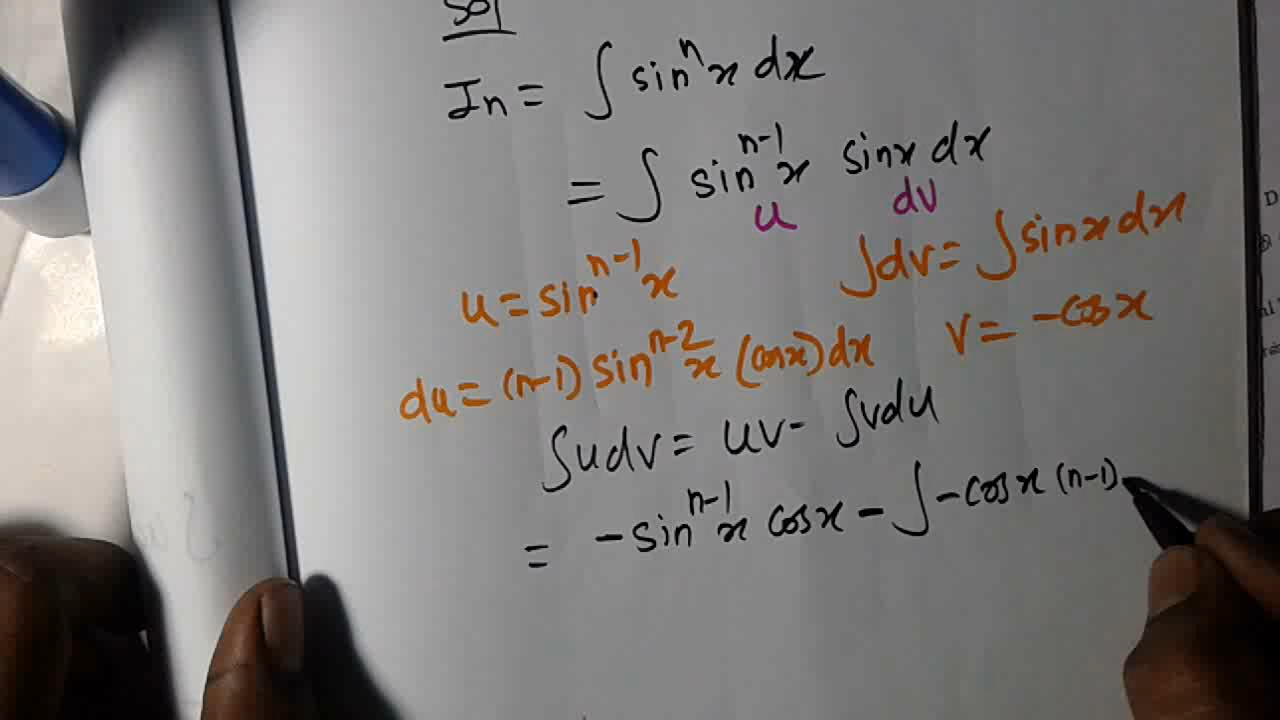 Sol
In = ∫ sinⁿx dx
= ∫ sinⁿ⁻¹x sinx dx
u dv
u = sinⁿ⁻¹x ∫dv = ∫sinx dx
du = (n-1) sinⁿ⁻²x (cosx) dx v = -cosx
∫udv = uv - ∫vdu
= -sinⁿ⁻¹x cosx - ∫-cosx (n-1)